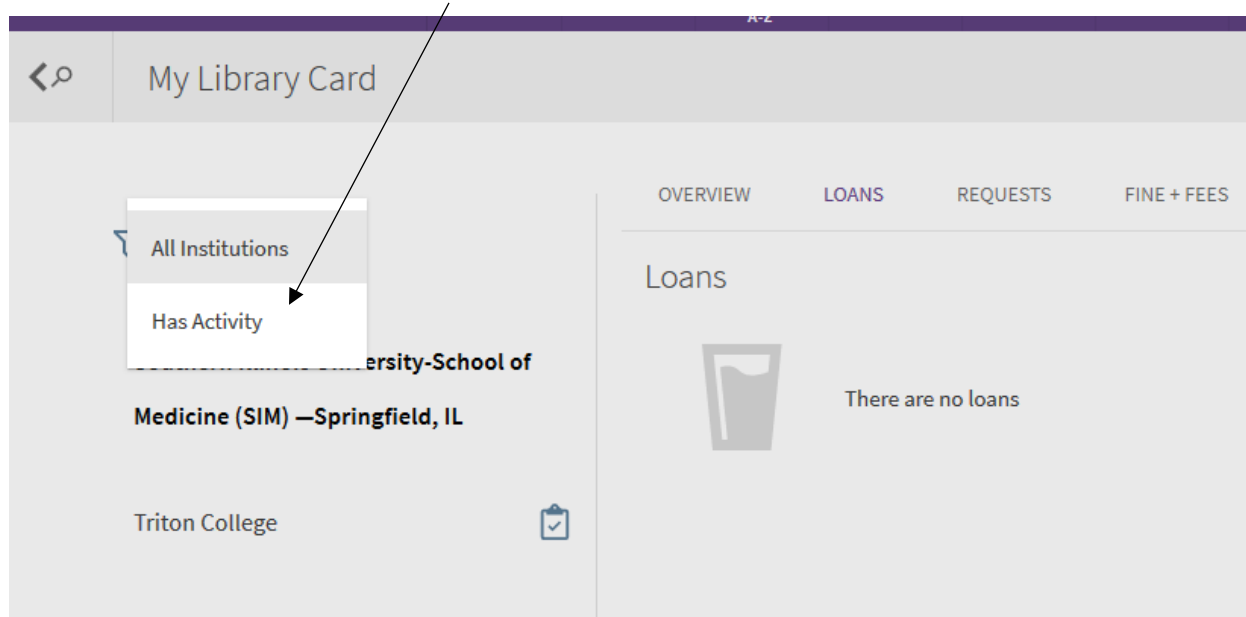 A-Z
My Library Card
OVERVIEW LOANS REQUESTS FINE + FEES
All Institutions
Has Activity
Loans
ersity-School of
Medicine (SIM) —Springfield, IL
There are no loans
Triton College